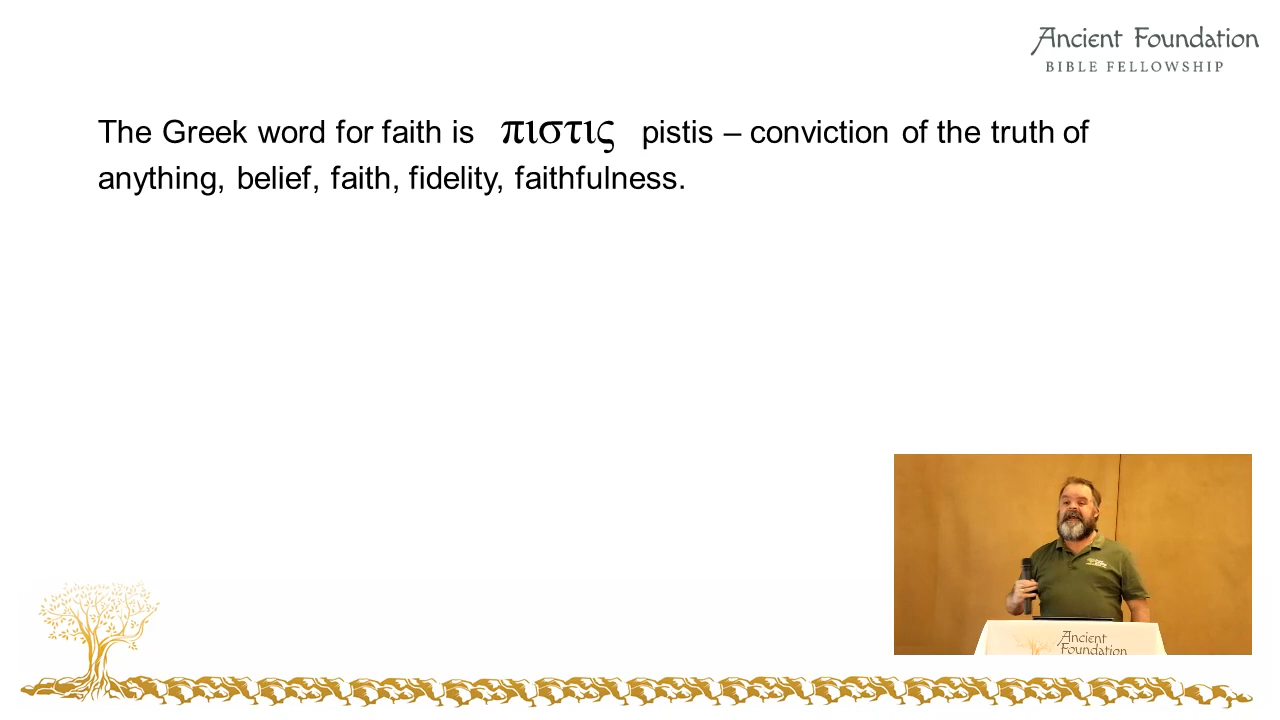 Ancient Foundation
BIBLE FELLOWSHIP
The Greek word for faith is πιστις pistis – conviction of the truth of
anything, belief, faith, fidelity, faithfulness.
Ancient
Foundation